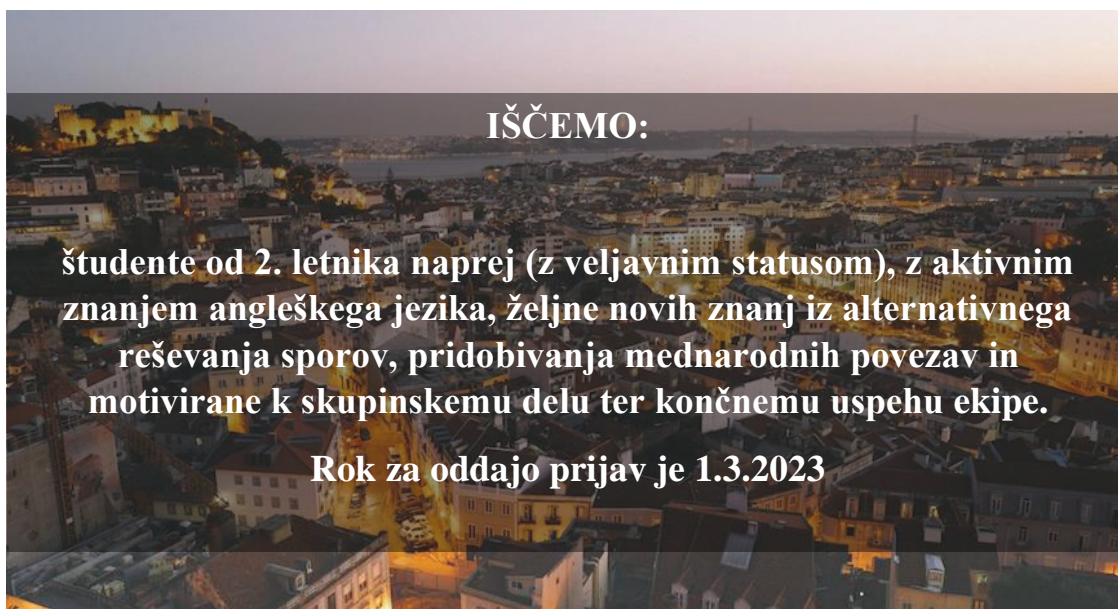 IŠČEMO:
študente od 2. letnika naprej (z veljavnim statusom), z aktivnim
znanjem angleškega jezika, željne novih znanj iz alternativnega
reševanja sporov, pridobivanja mednarodnih povezav in
motivirane k skupinskemu delu ter končnemu uspehu ekipe.
Rok za oddajo prijav je 1.3.2023